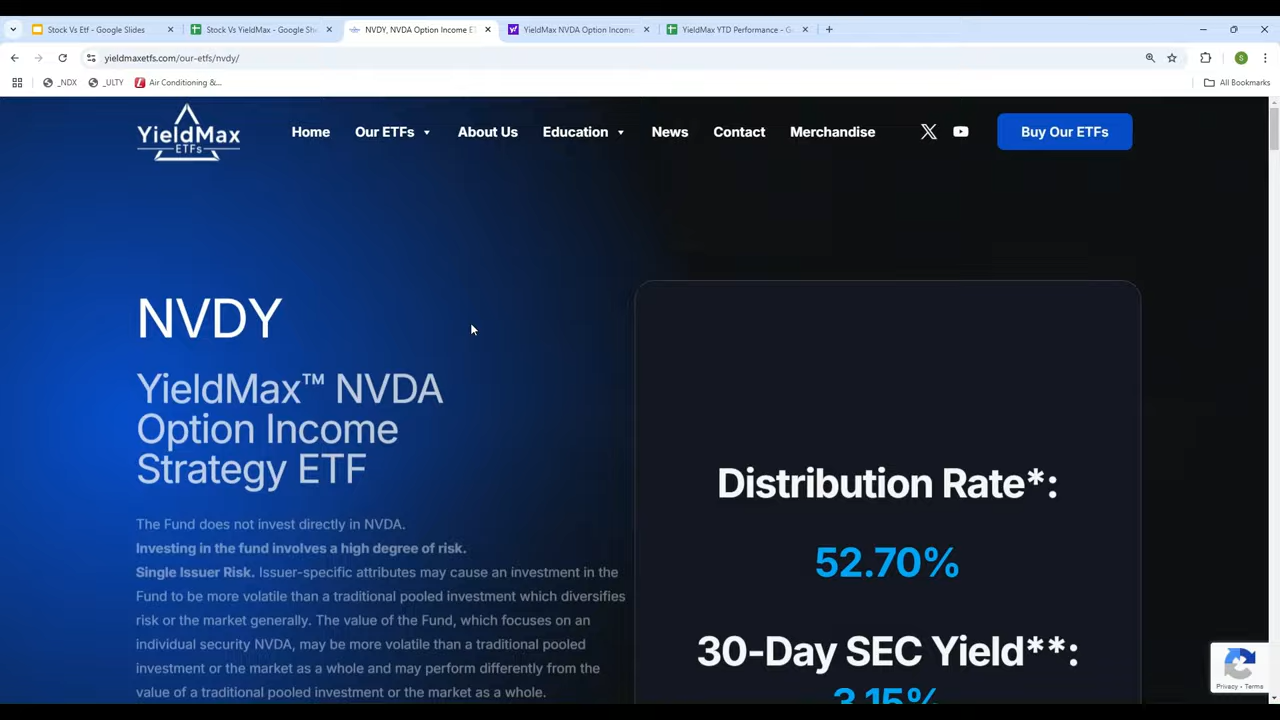 Stock Vs Etf - Google Slides
Stock Vs YieldMax - Google She
NVDY, NVDA Option Income E
YieldMax NVDA Option Income
YieldMax YTD Performance - G
yieldmaxetfs.com/our-etfs/nvdy/
_NDX
_ULTY
Air Conditioning &...
All Bookmarks
YieldMax
ETFs
Home
Our ETFs
About Us
Education
News
Contact
Merchandise
Buy Our ETFs
NVDY
YieldMax™ NVDA
Option Income
Strategy ETF
The Fund does not invest directly in NVDA.
Investing in the fund involves a high degree of risk.
Single Issuer Risk. Issuer-specific attributes may cause an investment in the
Fund to be more volatile than a traditional pooled investment which diversifies
risk or the market generally. The value of the Fund, which focuses on an
individual security NVDA, may be more volatile than a traditional pooled
investment or the market as a whole and may perform differently from the
value of a traditional pooled investment or the market as a whole.
Distribution Rate*:
52.70%
30-Day SEC Yield**:
3.15%
Privacy - Terms